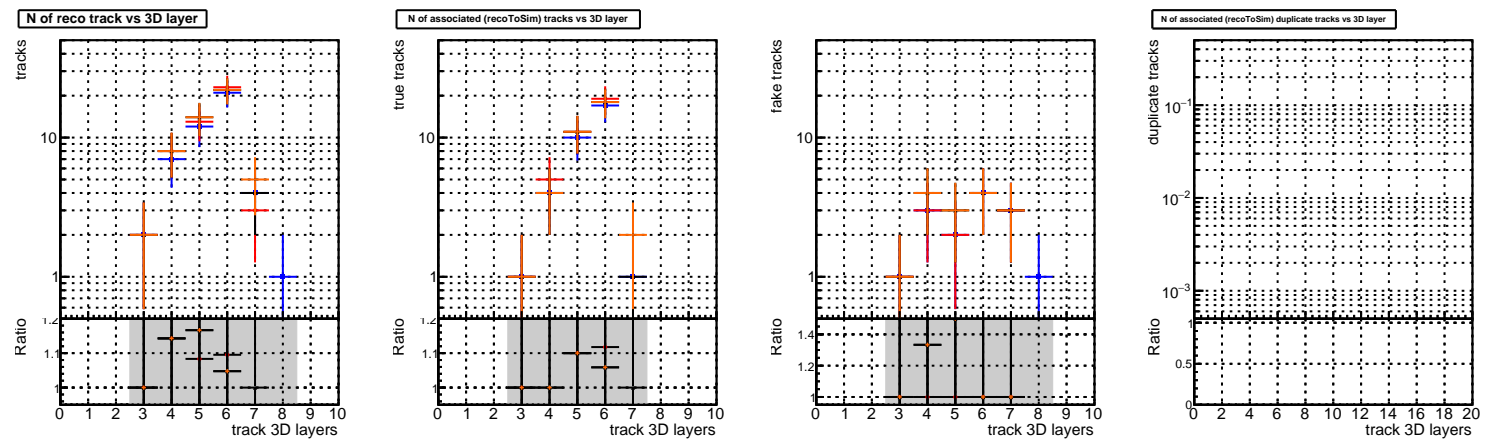 N of reco track vs 3D layer
tracks
10
1
Ratio
1.2
1.1
1
0 1 2 3 4 5 6 7 8 9 10
track 3D layers
N of associated (recoToSim) tracks vs 3D layer
true tracks
10
1
Ratio
1.2
1.1
1
0 1 2 3 4 5 6 7 8 9 10
track 3D layers
fake tracks
10
1
Ratio
1.4
1.2
1
0 1 2 3 4 5 6 7 8 9 10
track 3D layers
N of associated (recoToSim) duplicate tracks vs 3D layer
duplicate tracks
10⁻¹
10⁻²
10⁻³
Ratio
1
0.5
0
0 2 4 6 8 10 12 14 16 18 20
track 3D layers